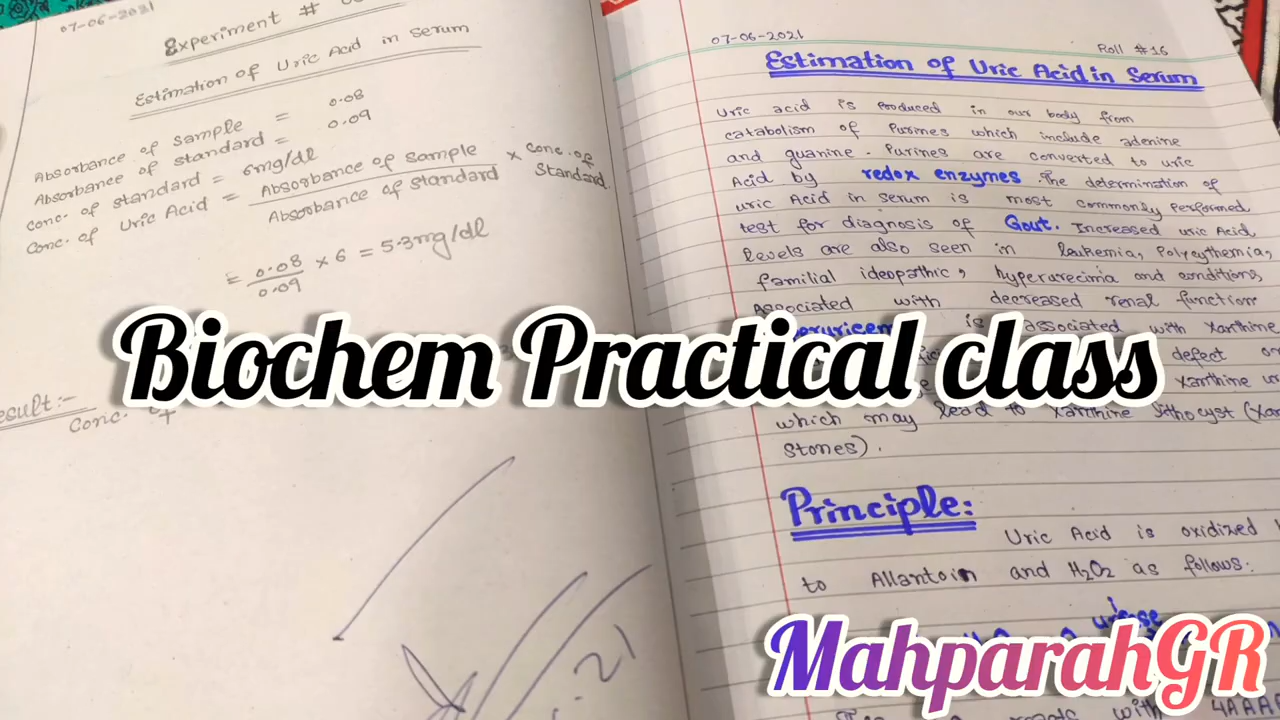 07-06-2021
Experiment #
Estimation of Uric Acid in Serum
Absorbance of Sample = 0.08
Absorbance of standard = 0.09
Conc. of standard = 6mg/dl
Conc. of Uric Acid = Absorbance of Sample × Conc. of
Absorbance of standard Standard
= 0.08 × 6 = 5.3mg/dl
0.09
esult:-
Conc. of
07-06-2021
Roll #16
Estimation of Uric Acid in Serum
Uric acid is Produced in our body from
catabolism of Purines which include adenine
and guanine. Purines are converted to uric
Acid by redox enzymes. The determination of
uric Acid in serum is most commonly Performed
test for diagnosis of Gout. Increased uric Acid,
levels are also seen in leukemia, Polycythemia,
familial ideopathic, hyperurecimia and conditions,
Associated with decreased renal function
is associated with Xanthine
defect or
Xanthine
which may lead to Xanthine lithocyst (Xa
stones).
Principle:
Uric Acid is oxidized
to Allantoin and H2O2 as follows:
uricase
with 4AAA
Biochem Practical class
MahparahGR